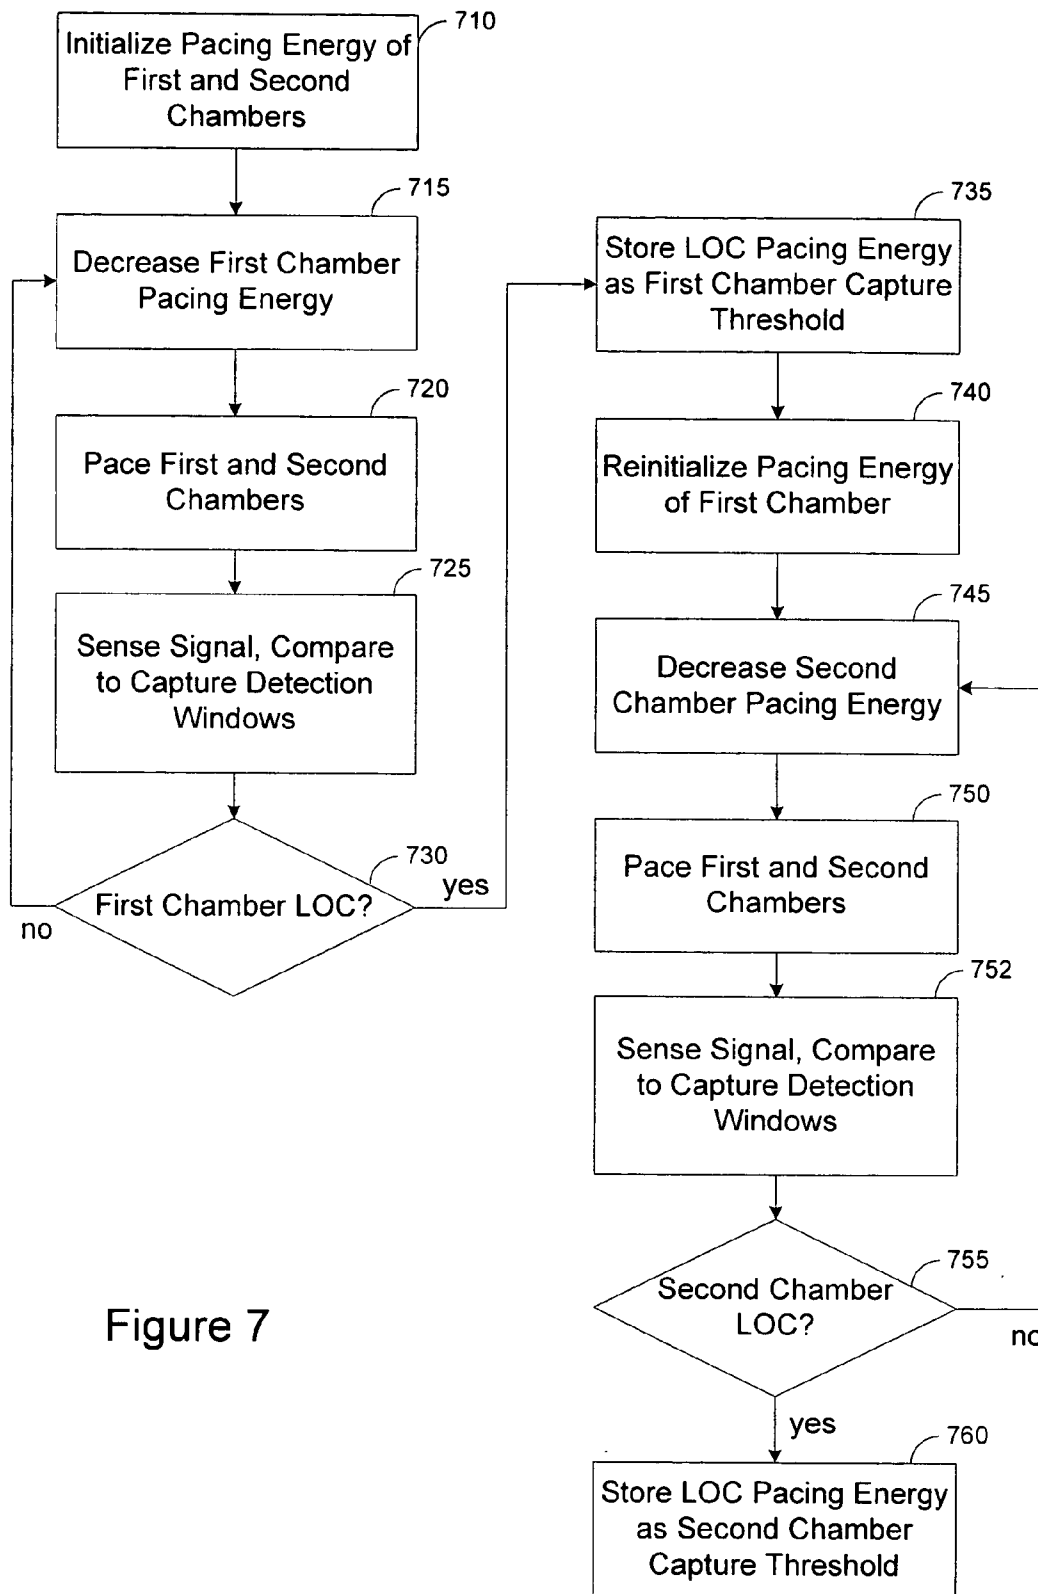 710
Initialize Pacing Energy of
First and Second
Chambers
715
Decrease First Chamber
Pacing Energy
720
Pace First and Second
Chambers
725
Sense Signal, Compare
to Capture Detection
Windows
730
First Chamber LOC?
yes
no
735
Store LOC Pacing Energy
as First Chamber Capture
Threshold
740
Reinitialize Pacing Energy
of First Chamber
745
Decrease Second
Chamber Pacing Energy
750
Pace First and Second
Chambers
752
Sense Signal, Compare
to Capture Detection
Windows
755
Second Chamber
LOC?
no
yes
760
Store LOC Pacing Energy
as Second Chamber
Capture Threshold
Figure 7